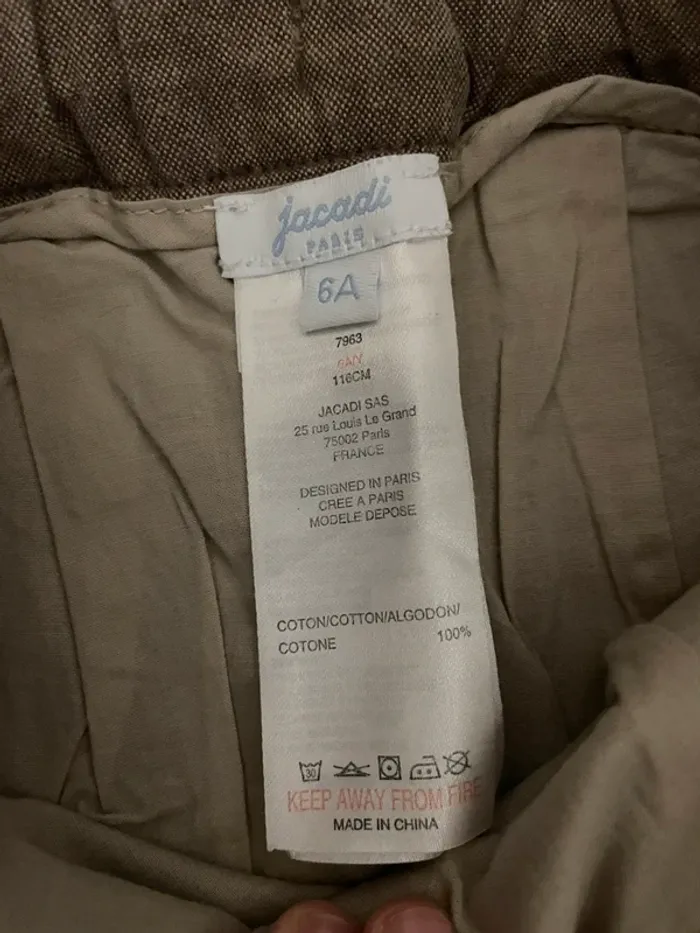 jacadi
PARIS
6A
7963
6A/Y
116CM
JACADI SAS
25 rue Louis Le Grand
75002 Paris
FRANCE
DESIGNED IN PARIS
CREE A PARIS
MODELE DEPOSE
COTON/COTTON/ALGODON/
COTONE 100%
30
KEEP AWAY FROM FIRE
MADE IN CHINA